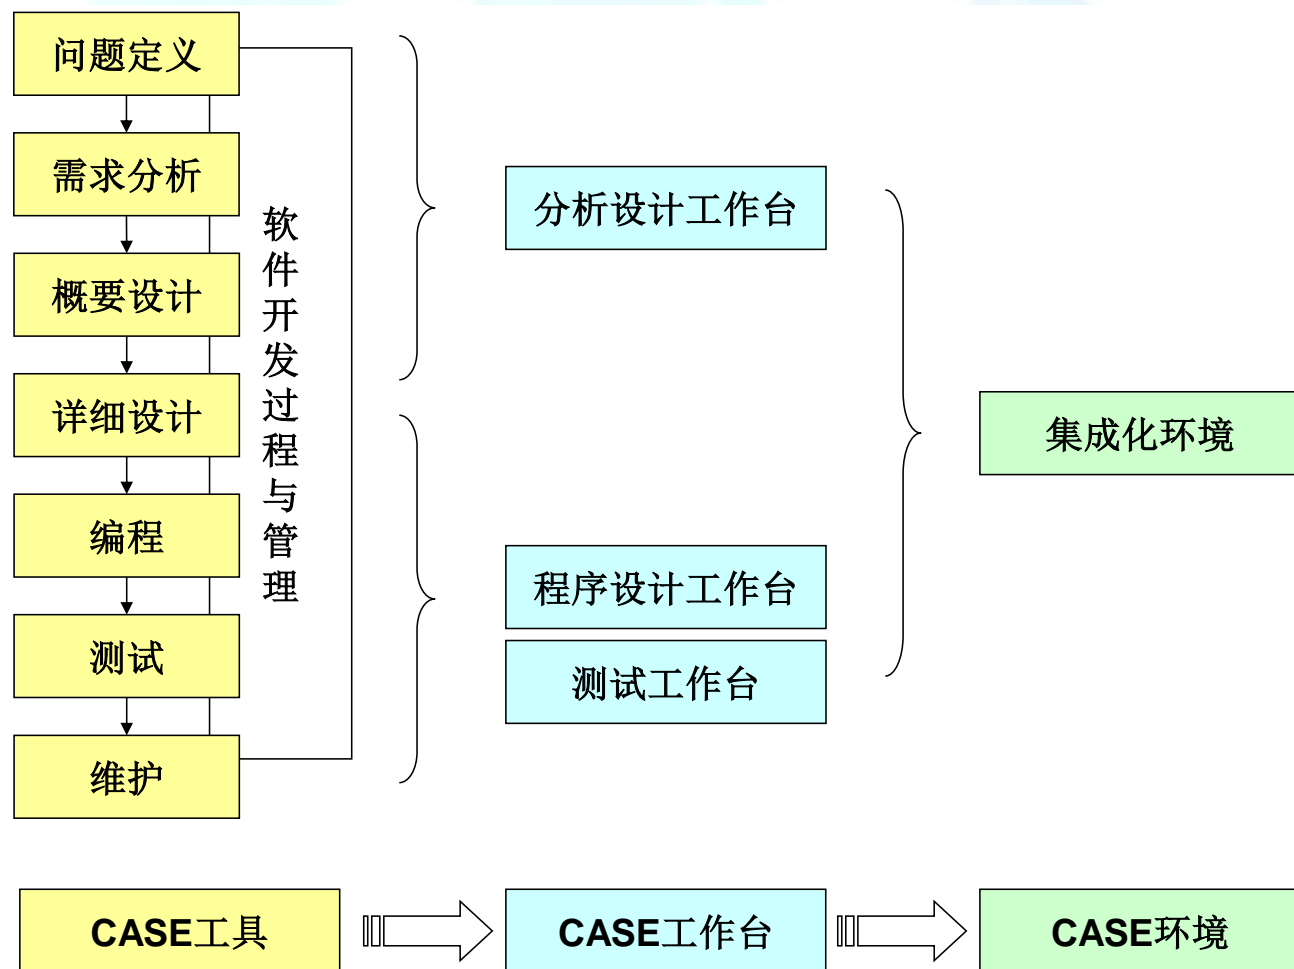 问题定义
需求分析
概要设计
详细设计
编程
测试
维护
软件开发过程与管理
分析设计工作台
程序设计工作台
测试工作台
集成化环境
CASE工具
CASE工作台
CASE环境